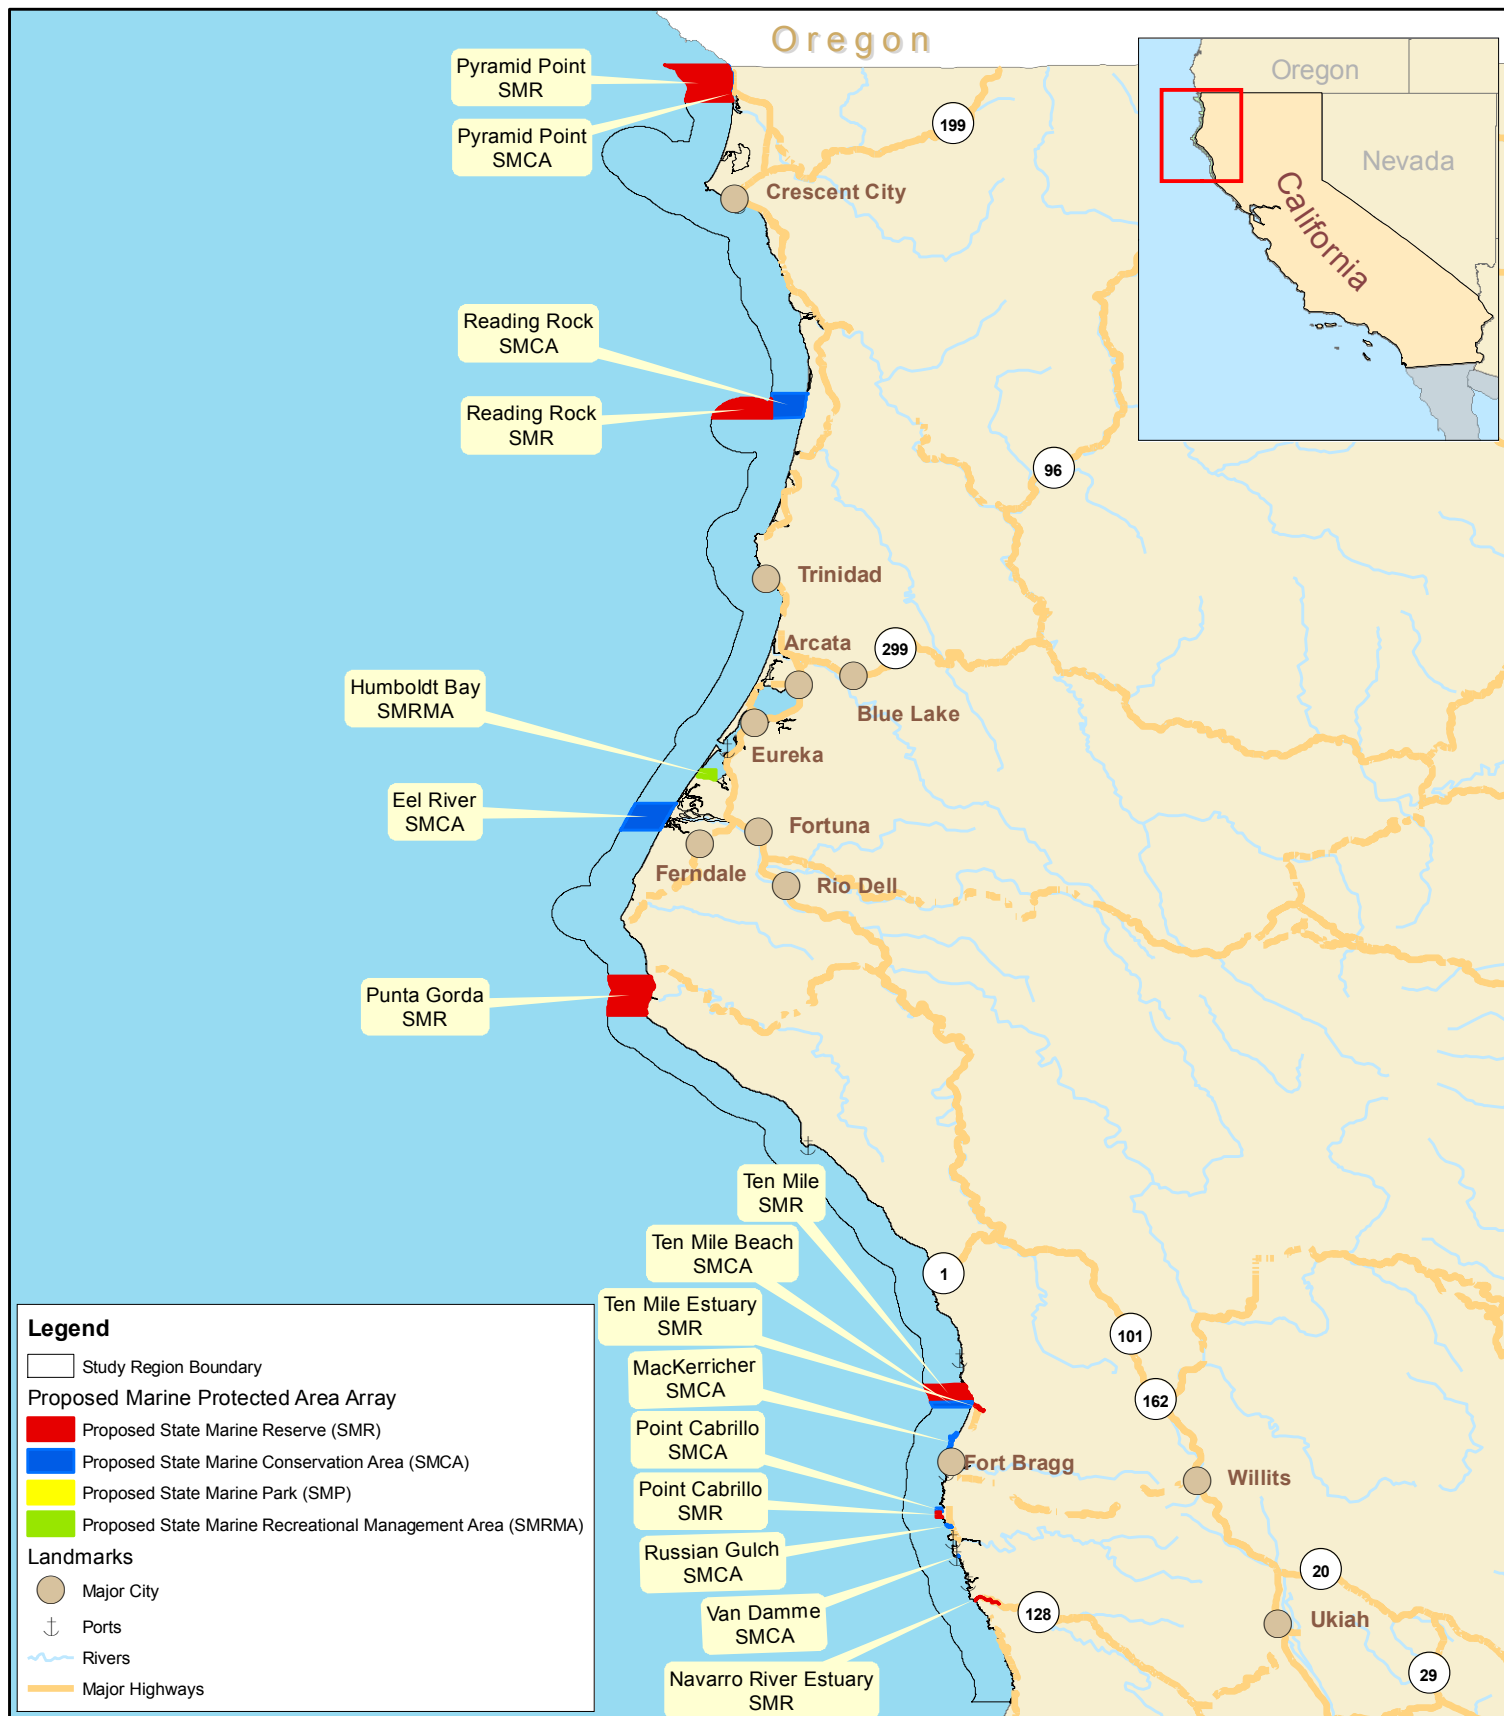 Oregon
Pyramid Point
SMR
Pyramid Point
SMCA
199
Crescent City
Oregon
Nevada
California
Reading Rock
SMCA
Reading Rock
SMR
96
Trinidad
Arcata
299
Blue Lake
Humboldt Bay
SMRMA
Eureka
Eel River
SMCA
Fortuna
Ferndale
Rio Dell
Punta Gorda
SMR
Ten Mile
SMR
Ten Mile Beach
SMCA
1
Ten Mile Estuary
SMR
101
MacKerricher
SMCA
162
Point Cabrillo
SMCA
Fort Bragg
Willits
Point Cabrillo
SMR
Russian Gulch
SMCA
20
Van Damme
SMCA
128
Ukiah
Navarro River Estuary
SMR
29
Legend
Study Region Boundary
Proposed Marine Protected Area Array
Proposed State Marine Reserve (SMR)
Proposed State Marine Conservation Area (SMCA)
Proposed State Marine Park (SMP)
Proposed State Marine Recreational Management Area (SMRMA)
Landmarks
Major City
Ports
Rivers
Major Highways